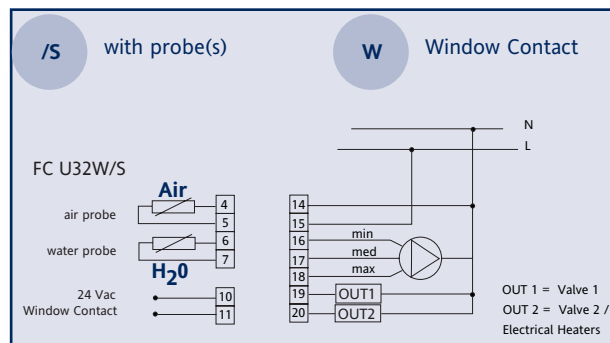 /S with probe(s)
W Window Contact
N
L
FC U32W/S
Air
air probe
4
5
water probe
6
7
H20
24 Vac
Window Contact
10
11
14
15
16 min
17 med
18 max
19 OUT1
20 OUT2
OUT 1 = Valve 1
OUT 2 = Valve 2 /
Electrical Heaters